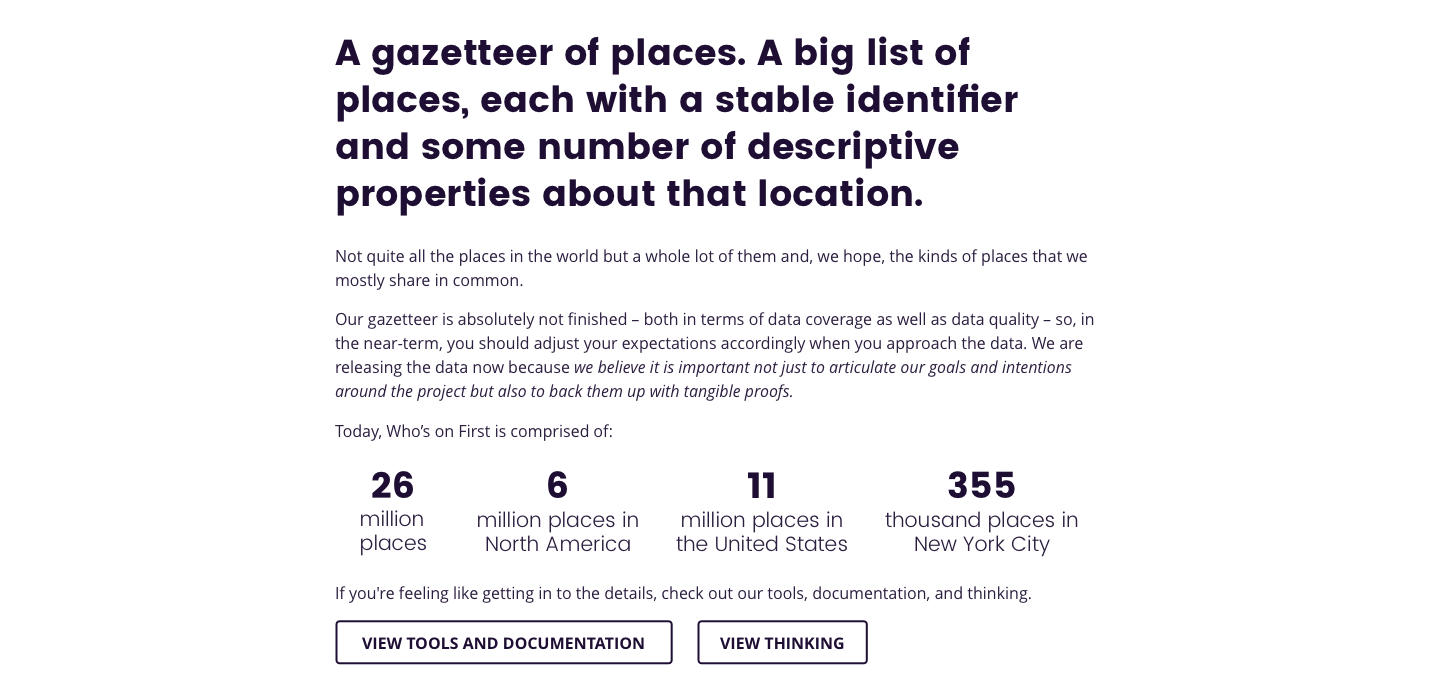 A gazetteer of places. A big list of
places, each with a stable identifier
and some number of descriptive
properties about that location.
Not quite all the places in the world but a whole lot of them and, we hope, the kinds of places that we
mostly share in common.
Our gazetteer is absolutely not finished – both in terms of data coverage as well as data quality – so, in
the near-term, you should adjust your expectations accordingly when you approach the data. We are
releasing the data now because we believe it is important not just to articulate our goals and intentions
around the project but also to back them up with tangible proofs.
Today, Who’s on First is comprised of:
26
million
places
6
million places in
North America
11
million places in
the United States
355
thousand places in
New York City
If you're feeling like getting in to the details, check out our tools, documentation, and thinking.
VIEW TOOLS AND DOCUMENTATION
VIEW THINKING